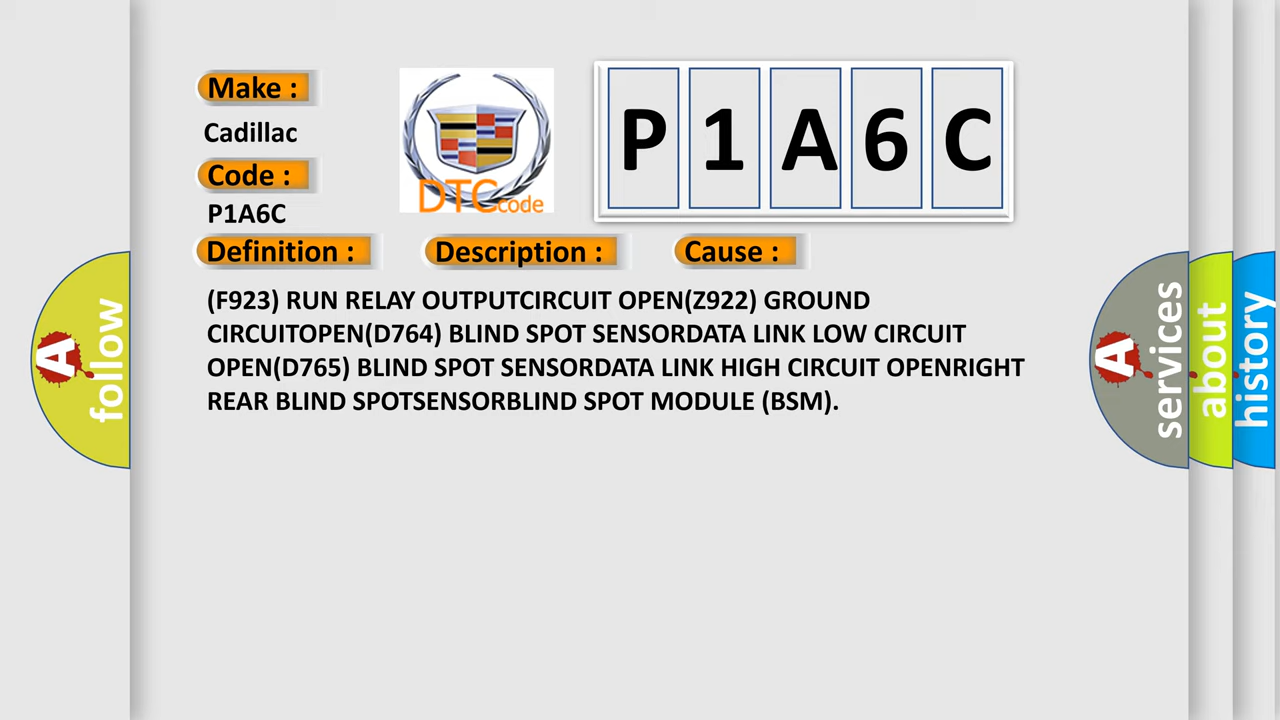 Make :
Cadillac
Code :
P1A6C
DTC code
P1A6C
Definition :
Description :
Cause :
(F923) RUN RELAY OUTPUTCIRCUIT OPEN(Z922) GROUND
CIRCUITOPEN(D764) BLIND SPOT SENSORDATA LINK LOW CIRCUIT
OPEN(D765) BLIND SPOT SENSORDATA LINK HIGH CIRCUIT OPENRIGHT
REAR BLIND SPOTSENSORBLIND SPOT MODULE (BSM).
A
follow
A
services
about
history